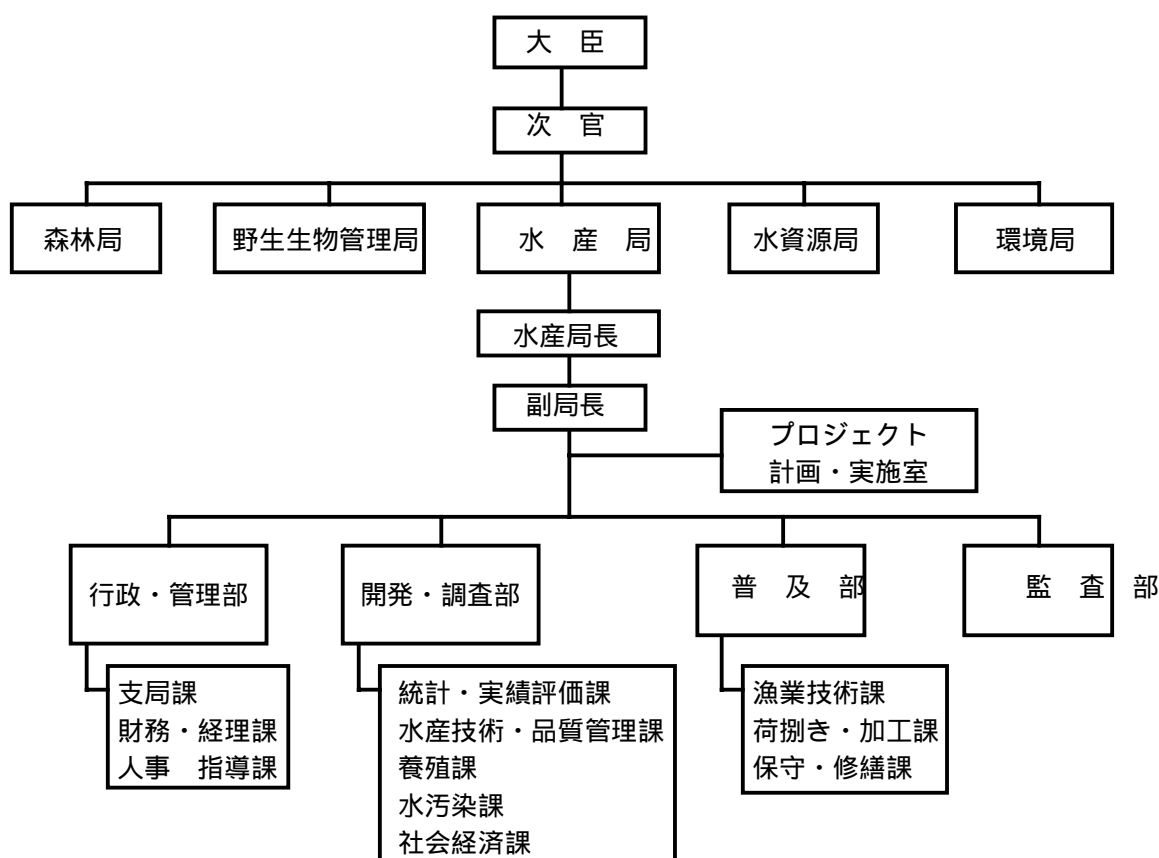 大　臣
次　官
森林局
野生生物管理局
水　産　局
水資源局
環境局
水産局長
副局長
プロジェクト
計画・実施室
行政・管理部
開発・調査部
普　及　部
監　査　部
支局課
財務・経理課
人事　指導課
統計・実績評価課
水産技術・品質管理課
養殖課
水汚染課
社会経済課
漁業技術課
荷捌き・加工課
保守・修繕課